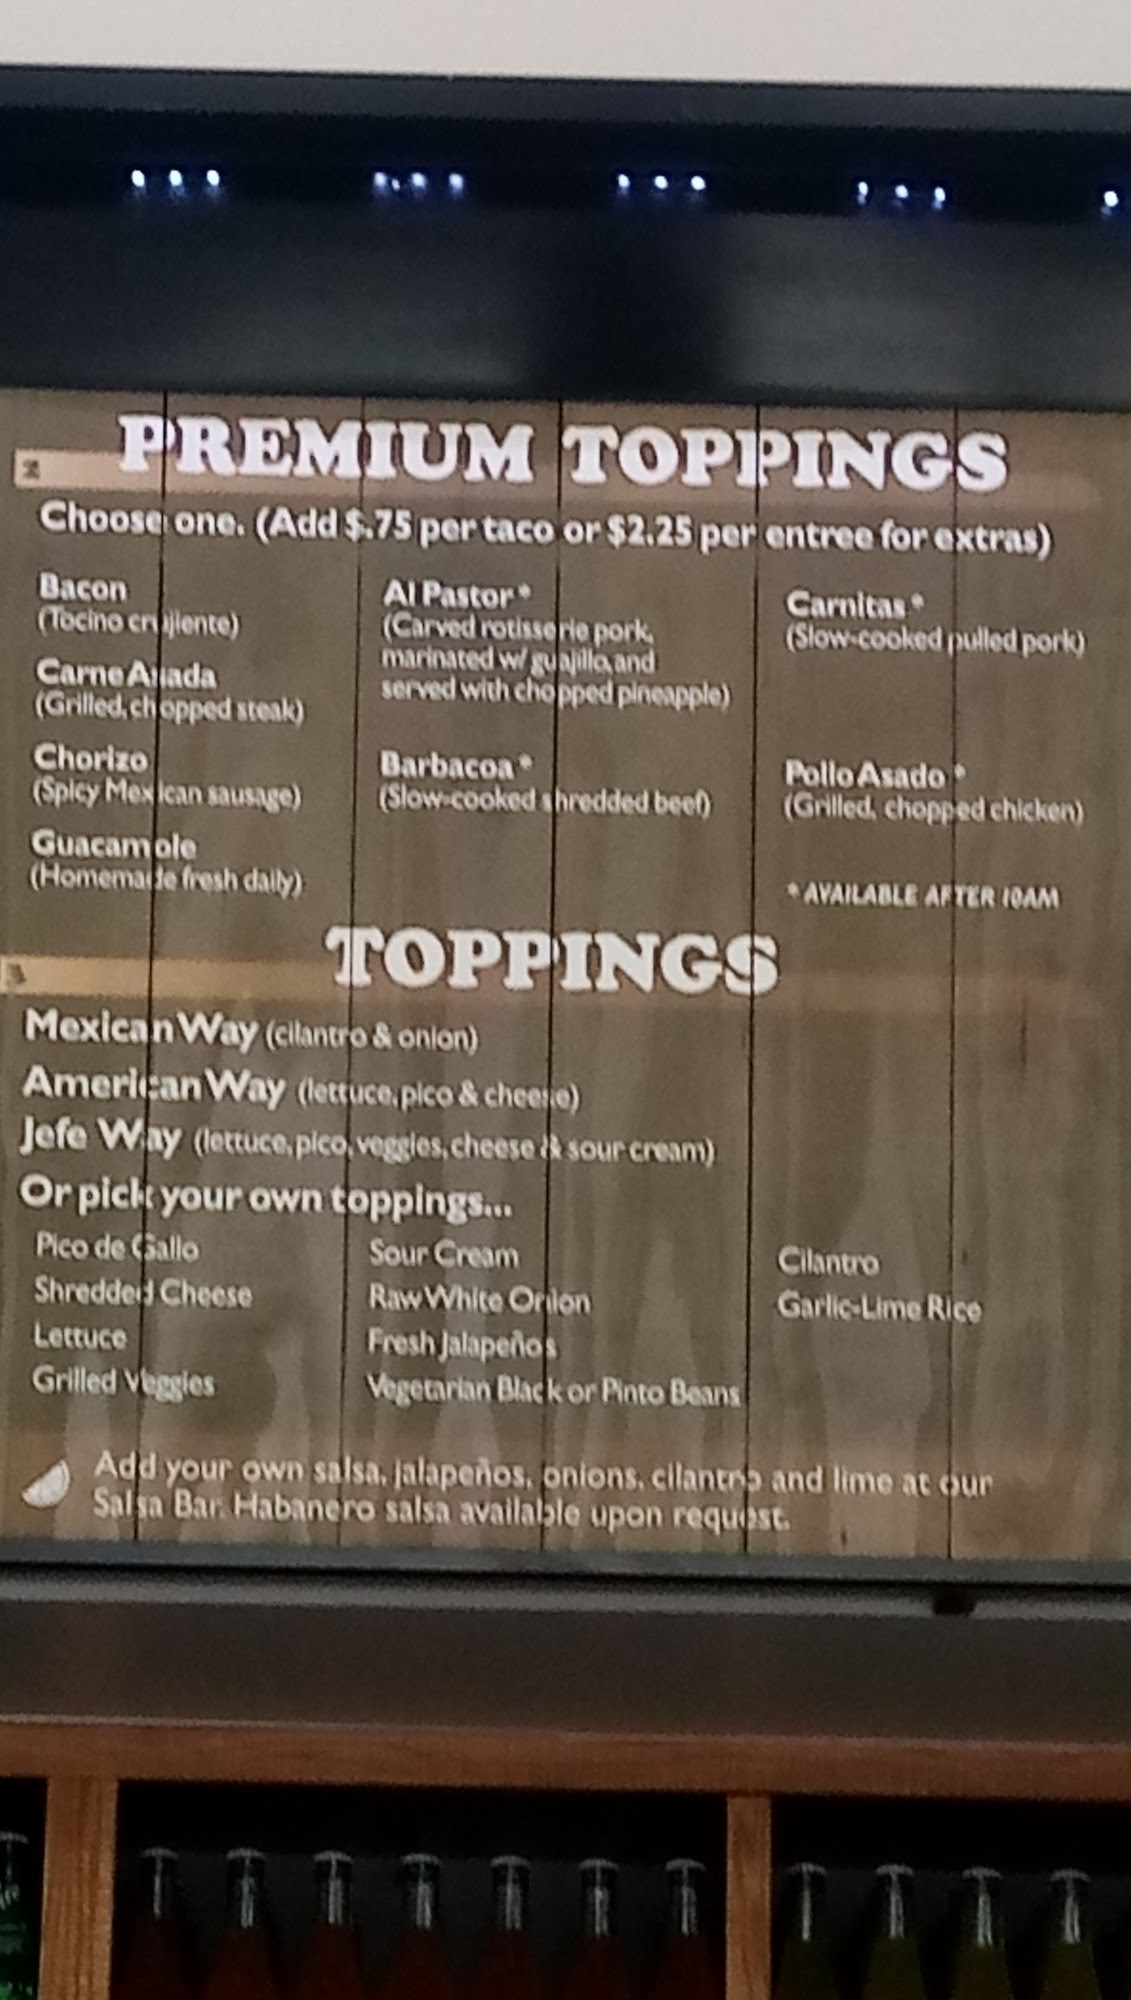 PREMIUM TOPPINGS
Choose one. (Add $.75 per taco or $2.25 per entree for extras)
Bacon
(Tocino crujiente)
Carne Asada
(Grilled, chopped steak)
Chorizo
(Spicy Mexican sausage)
Guacamole
(Homemade fresh daily)
Al Pastor*
(Carved rotisserie pork,
marinated w/ guajillo, and
served with chopped pineapple)
Barbacoa*
(Slow-cooked shredded beef)
Carnitas*
(Slow-cooked pulled pork)
Pollo Asado*
(Grilled, chopped chicken)
* AVAILABLE AFTER 10AM
TOPPINGS
Mexican Way (cilantro & onion)
American Way (lettuce, pico & cheese)
Jefe Way (lettuce, pico, veggies, cheese & sour cream)
Or pick your own toppings...
Pico de Gallo
Shredded Cheese
Lettuce
Grilled Veggies
Sour Cream
Raw White Onion
Fresh Jalapeños
Vegetarian Black or Pinto Beans
Cilantro
Garlic-Lime Rice
Add your own salsa, jalapeños, onions, cilantro and lime at our
Salsa Bar. Habanero salsa available upon request.